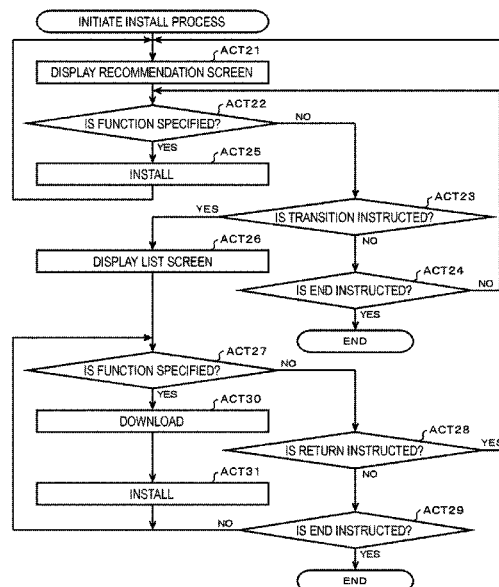 INITIATE INSTALL PROCESS
ACT21
DISPLAY RECOMMENDATION SCREEN
ACT22
IS FUNCTION SPECIFIED?
NO
YES
ACT25
INSTALL
ACT23
YES
IS TRANSITION INSTRUCTED?
ACT26
NO
DISPLAY LIST SCREEN
ACT24
IS END INSTRUCTED?
NO
YES
END
ACT27
IS FUNCTION SPECIFIED?
NO
YES
ACT30
DOWNLOAD
ACT28
IS RETURN INSTRUCTED?
YES
ACT31
NO
INSTALL
ACT29
NO
IS END INSTRUCTED?
YES
END